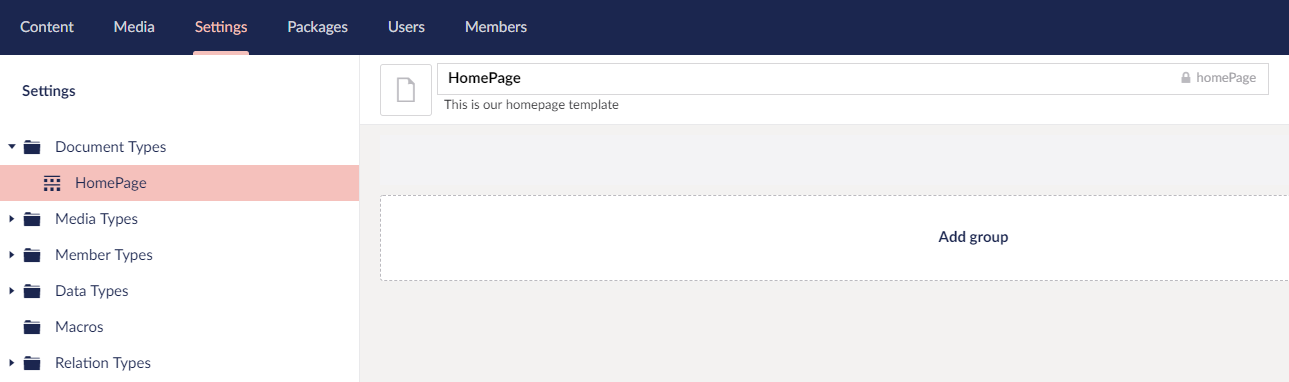 Content Media Settings Packages Users Members
Settings
HomePage homePage
This is our homepage template
Document Types
HomePage
Media Types
Member Types
Add group
Data Types
Macros
Relation Types